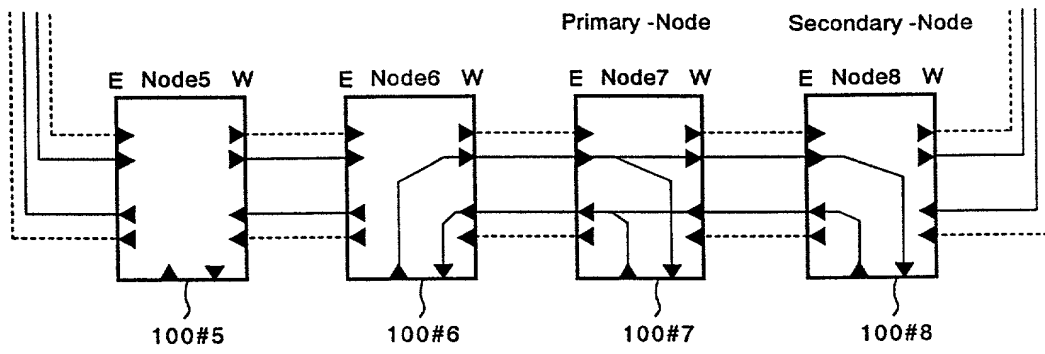 Primary -Node Secondary -Node
E Node5 W E Node6 W E Node7 W E Node8 W
100#5 100#6 100#7 100#8